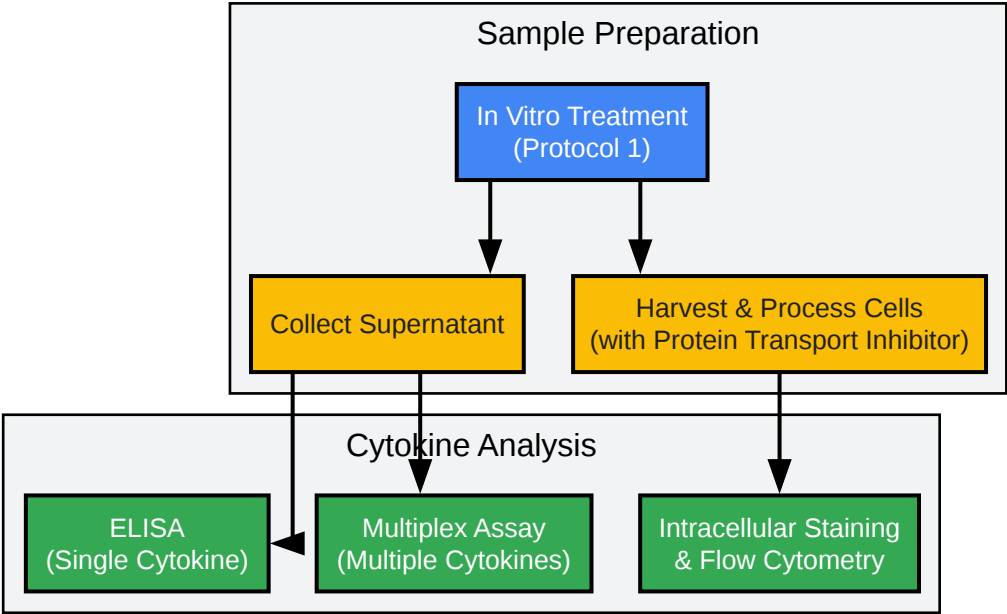 Sample Preparation
In Vitro Treatment
(Protocol 1)
Collect Supernatant
Harvest & Process Cells
(with Protein Transport Inhibitor)
Cytokine Analysis
ELISA
(Single Cytokine)
Multiplex Assay
(Multiple Cytokines)
Intracellular Staining
& Flow Cytometry